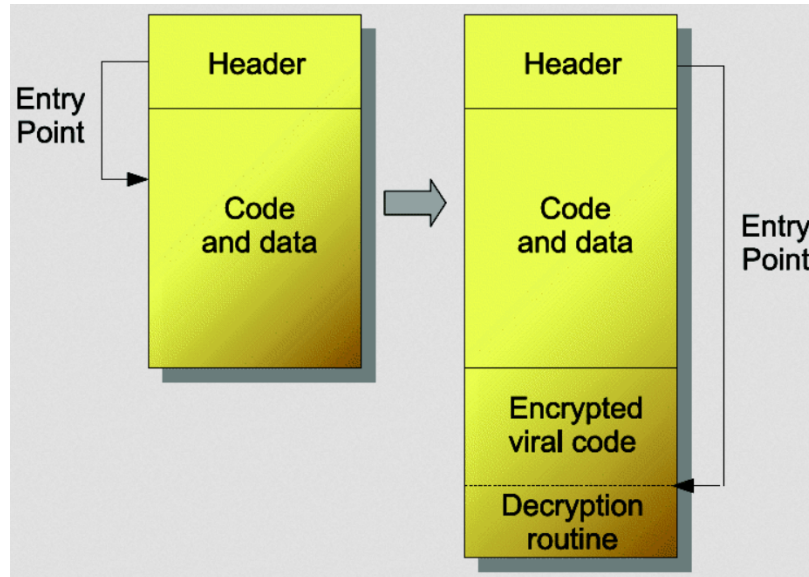 Entry
Point
Header
Code
and data
Header
Code
and data
Encrypted
viral code
Decryption
routine
Entry
Point